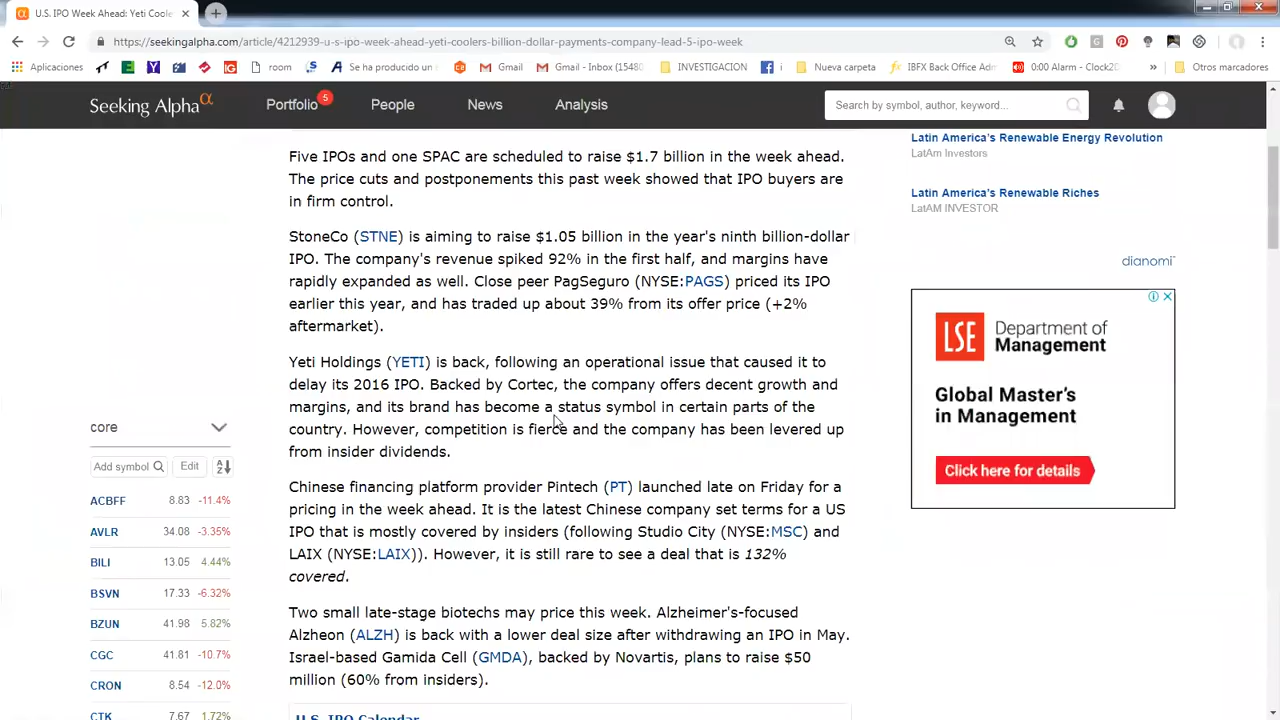 U.S. IPO Week Ahead: Yeti Coole
https://seekingalpha.com/article/4212939-u-s-ipo-week-ahead-yeti-coolers-billion-dollar-payments-company-lead-5-ipo-week
Aplicaciones
room
Se ha producido un
Gmail
Gmail - Inbox (1548
INVESTIGACION
Nueva carpeta
IBFX Back Office Adm
0:00 Alarm - Clock2
»
Otros marcadores
Seeking Alpha α
Portfolio 5
People
News
Analysis
Search by symbol, author, keyword...
Five IPOs and one SPAC are scheduled to raise $1.7 billion in the week ahead.
The price cuts and postponements this past week showed that IPO buyers are
in firm control.
StoneCo (STNE) is aiming to raise $1.05 billion in the year's ninth billion-dollar
IPO. The company's revenue spiked 92% in the first half, and margins have
rapidly expanded as well. Close peer PagSeguro (NYSE:PAGS) priced its IPO
earlier this year, and has traded up about 39% from its offer price (+2%
aftermarket).
Yeti Holdings (YETI) is back, following an operational issue that caused it to
delay its 2016 IPO. Backed by Cortec, the company offers decent growth and
margins, and its brand has become a status symbol in certain parts of the
country. However, competition is fierce and the company has been levered up
from insider dividends.
Chinese financing platform provider Pintech (PT) launched late on Friday for a
pricing in the week ahead. It is the latest Chinese company set terms for a US
IPO that is mostly covered by insiders (following Studio City (NYSE:MSC) and
LAIX (NYSE:LAIX)). However, it is still rare to see a deal that is 132%
covered.
Two small late-stage biotechs may price this week. Alzheimer's-focused
Alzheon (ALZH) is back with a lower deal size after withdrawing an IPO in May.
Israel-based Gamida Cell (GMDA), backed by Novartis, plans to raise $50
million (60% from insiders).
U.S. IPO Calendar
core
Add symbol
Edit
ACBFF 8.83 -11.4%
AVLR 34.08 -3.35%
BILI 13.05 4.44%
BSVN 17.33 -6.32%
BZUN 41.98 5.82%
CGC 41.81 -10.7%
CRON 8.54 -12.0%
CTK 7.67 1.72%
Latin America's Renewable Energy Revolution
LatAm Investors
Latin America's Renewable Riches
LatAM INVESTOR
dianomi
LSE
Department of
Management
Global Master's
in Management
Click here for details